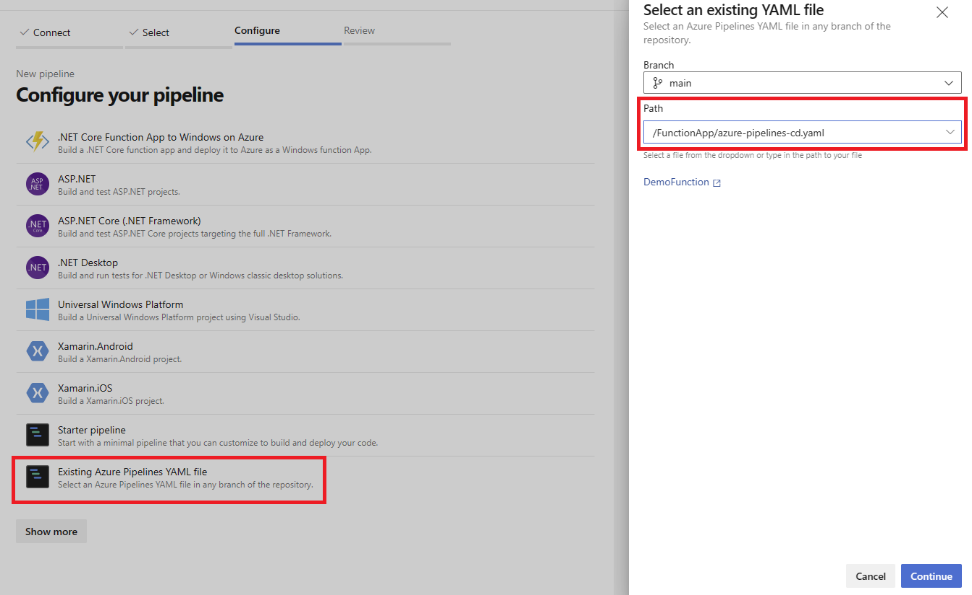 Connect
Select
Configure
Review
New pipeline
Configure your pipeline
.NET Core Function App to Windows on Azure
Build a .NET Core function app and deploy it to Azure as a Windows function App.
ASP.NET
Build and test ASP.NET projects.
ASP
.NET
ASP.NET Core (.NET Framework)
Build and test ASP.NET Core projects targeting the full .NET Framework.
.NET
Core
.NET Desktop
Build and run tests for .NET Desktop or Windows classic desktop solutions.
.NET
Universal Windows Platform
Build a Universal Windows Platform project using Visual Studio.
Xamarin.Android
Build a Xamarin.Android project.
Xamarin.iOS
Build a Xamarin.iOS project.
Starter pipeline
Start with a minimal pipeline that you can customize to build and deploy your code.
Existing Azure Pipelines YAML file
Select an Azure Pipelines YAML file in any branch of the repository.
Show more
Select an existing YAML file
Select an Azure Pipelines YAML file in any branch of the
repository.
Branch
main
Path
/FunctionApp/azure-pipelines-cd.yaml
Select a file from the dropdown or type in the path to your file
DemoFunction
Cancel
Continue